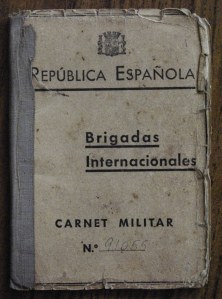 REPÚBLICA ESPAÑOLA
Brigadas
Internacionales
CARNET MILITAR
N.º